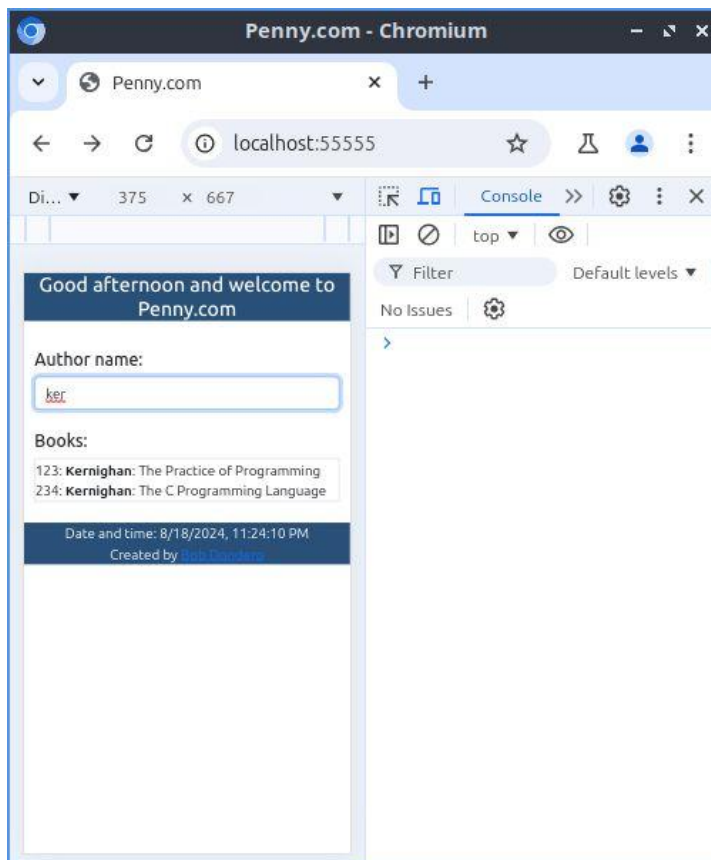 Penny.com - Chromium
Penny.com
localhost:55555
Di... 375 × 667
Console
top
Filter Default levels
No Issues
Good afternoon and welcome to
Penny.com
Author name:
ker
Books:
123: Kernighan: The Practice of Programming
234: Kernighan: The C Programming Language
Date and time: 8/18/2024, 11:24:10 PM
Created by Bob Dondero